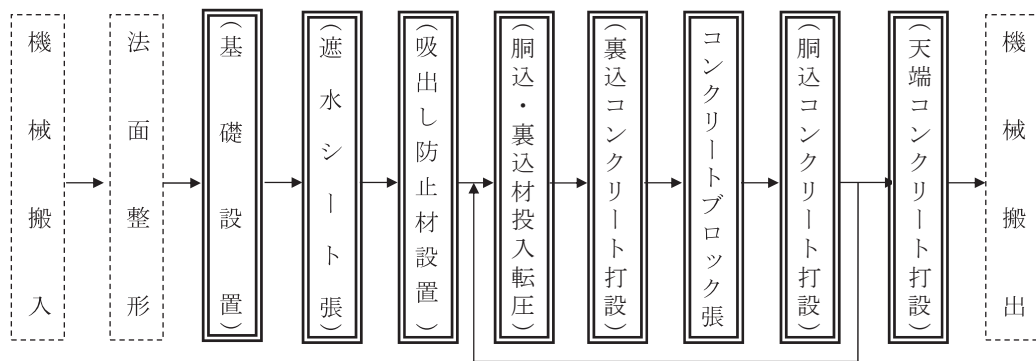 機械搬入
法面整形
（基礎設置）
（遮水シート張）
（吸出し防止材設置）
（胴込・裏込材投入転圧）
（裏込コンクリート打設）
コンクリートブロック張
（胴込コンクリート打設）
（天端コンクリート打設）
機械搬出